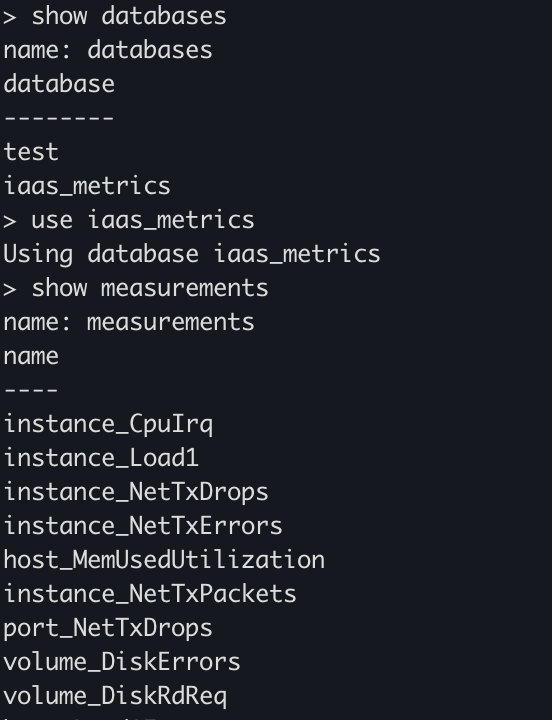 > show databases
name: databases
database
--------
test
iaas_metrics
> use iaas_metrics
Using database iaas_metrics
> show measurements
name: measurements
name
----
instance_CpuIrq
instance_Load1
instance_NetTxDrops
instance_NetTxErrors
host_MemUsedUtilization
instance_NetTxPackets
port_NetTxDrops
volume_DiskErrors
volume_DiskRdReq